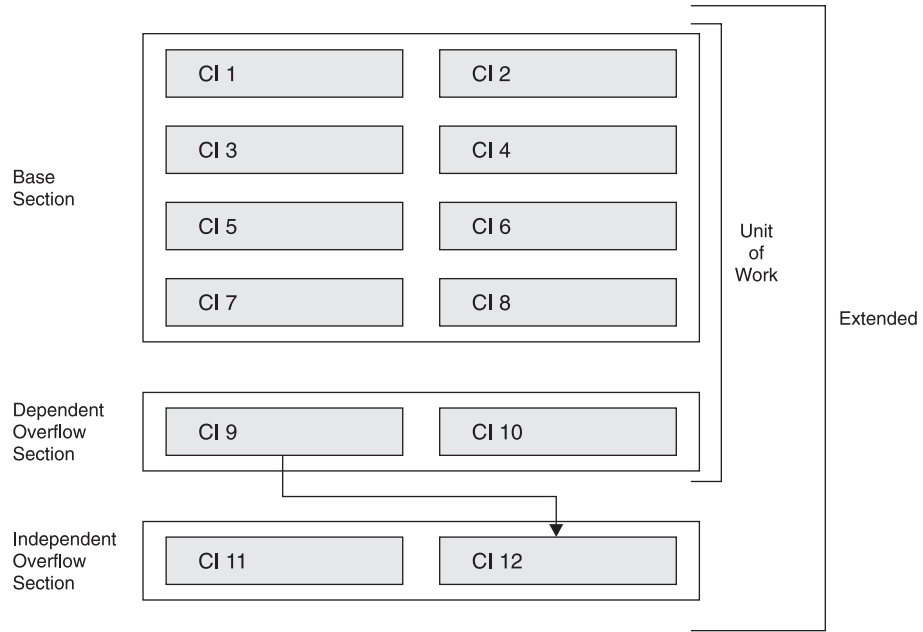 CI 1
CI 2
CI 3
CI 4
Base
Section
CI 5
CI 6
CI 7
CI 8
Unit
of
Work
Extended
Dependent
Overflow
Section
CI 9
CI 10
Independent
Overflow
Section
CI 11
CI 12